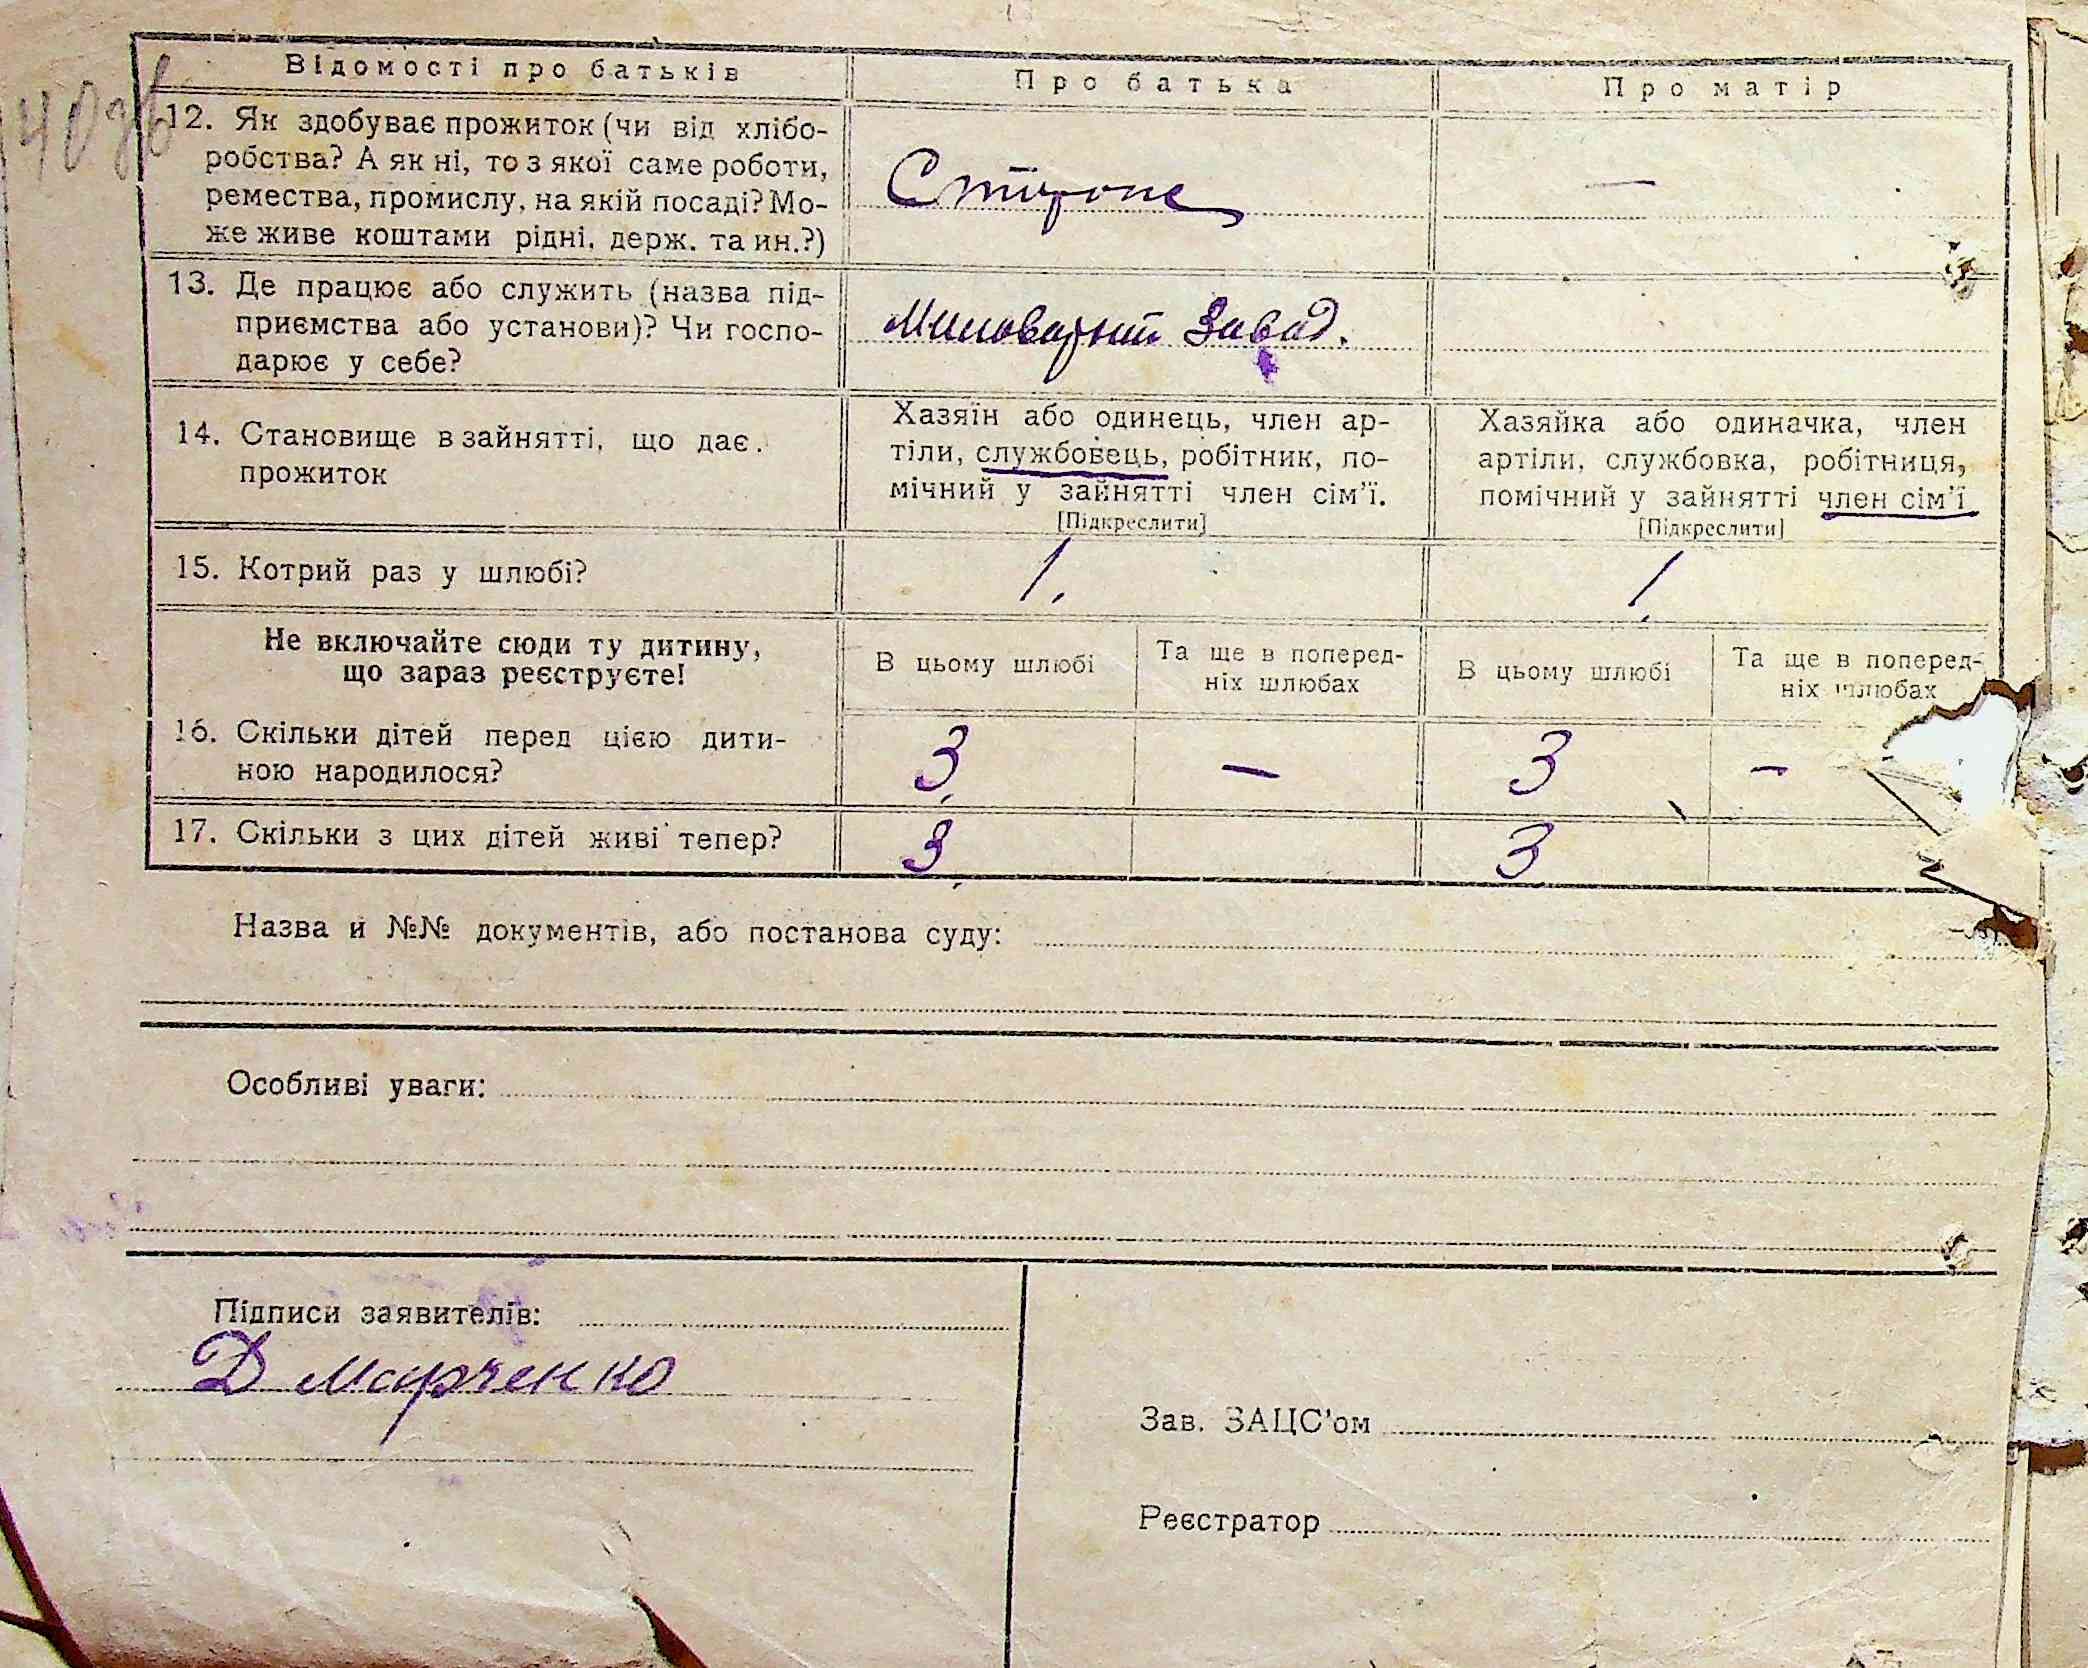 403в
Відомості про батьків
Про батька
Про матір
12. Як здобуває прожиток (чи від хлібо-
робства? А як ні, то з якої саме роботи,
ремества, промислу, на якій посаді? Мо-
же живе коштами рідні, держ. та ин.?)
—
13. Де працює або служить (назва під-
приємства або установи)? Чи госпо-
дарює у себе?
Миловарний Завод.
14. Становище в зайнятті, що дає
прожиток
Хазяїн або одинець, член ар-
тіли, службовець, робітник, по-
мічний у зайнятті член сім'ї.
[Підкреслити]
Хазяйка або одиначка, член
артіли, службовка, робітниця,
помічний у зайнятті член сім'ї
[Підкреслити]
15. Котрий раз у шлюбі?
1.
1.
Не включайте сюди ту дитину,
що зараз реєструєте!
В цьому шлюбі
Та ще в поперед-
ніх шлюбах
В цьому шлюбі
Та ще в поперед-
ніх шлюбах
16. Скільки дітей перед цією дити-
ною народилося?
3
—
3
—
17. Скільки з цих дітей живі тепер?
3
3
Назва й №№ документів, або постанова суду:
Особливі уваги:
Підписи заявителів:
Д Марченко
Зав. ЗАЦС'ом
Реєстратор